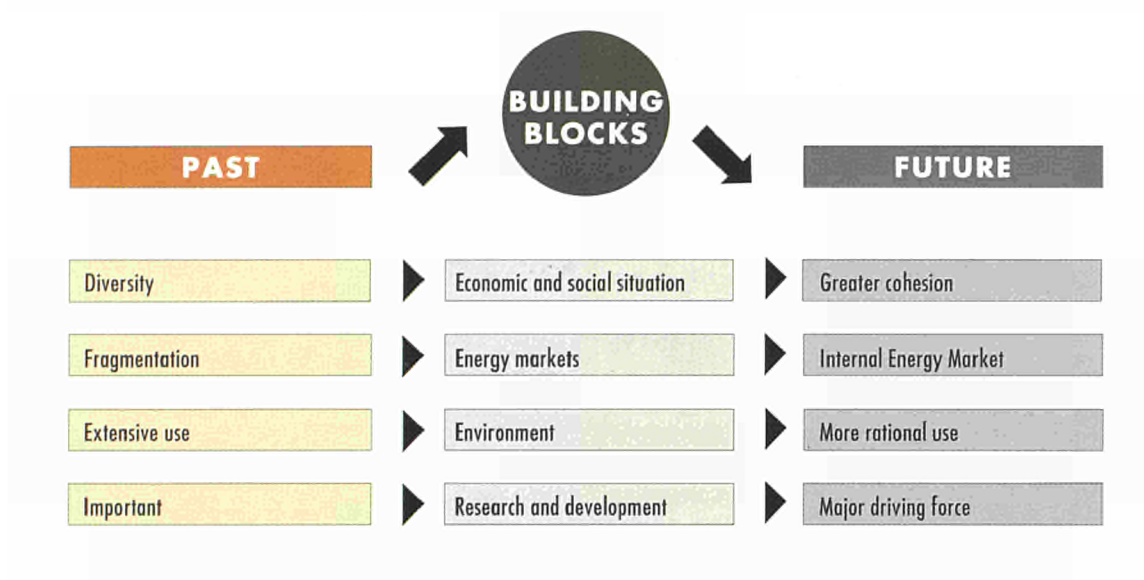 BUILDING
BLOCKS
PAST
FUTURE
Diversity
Economic and social situation
Greater cohesion
Fragmentation
Energy markets
Internal Energy Market
Extensive use
Environment
More rational use
Important
Research and development
Major driving force